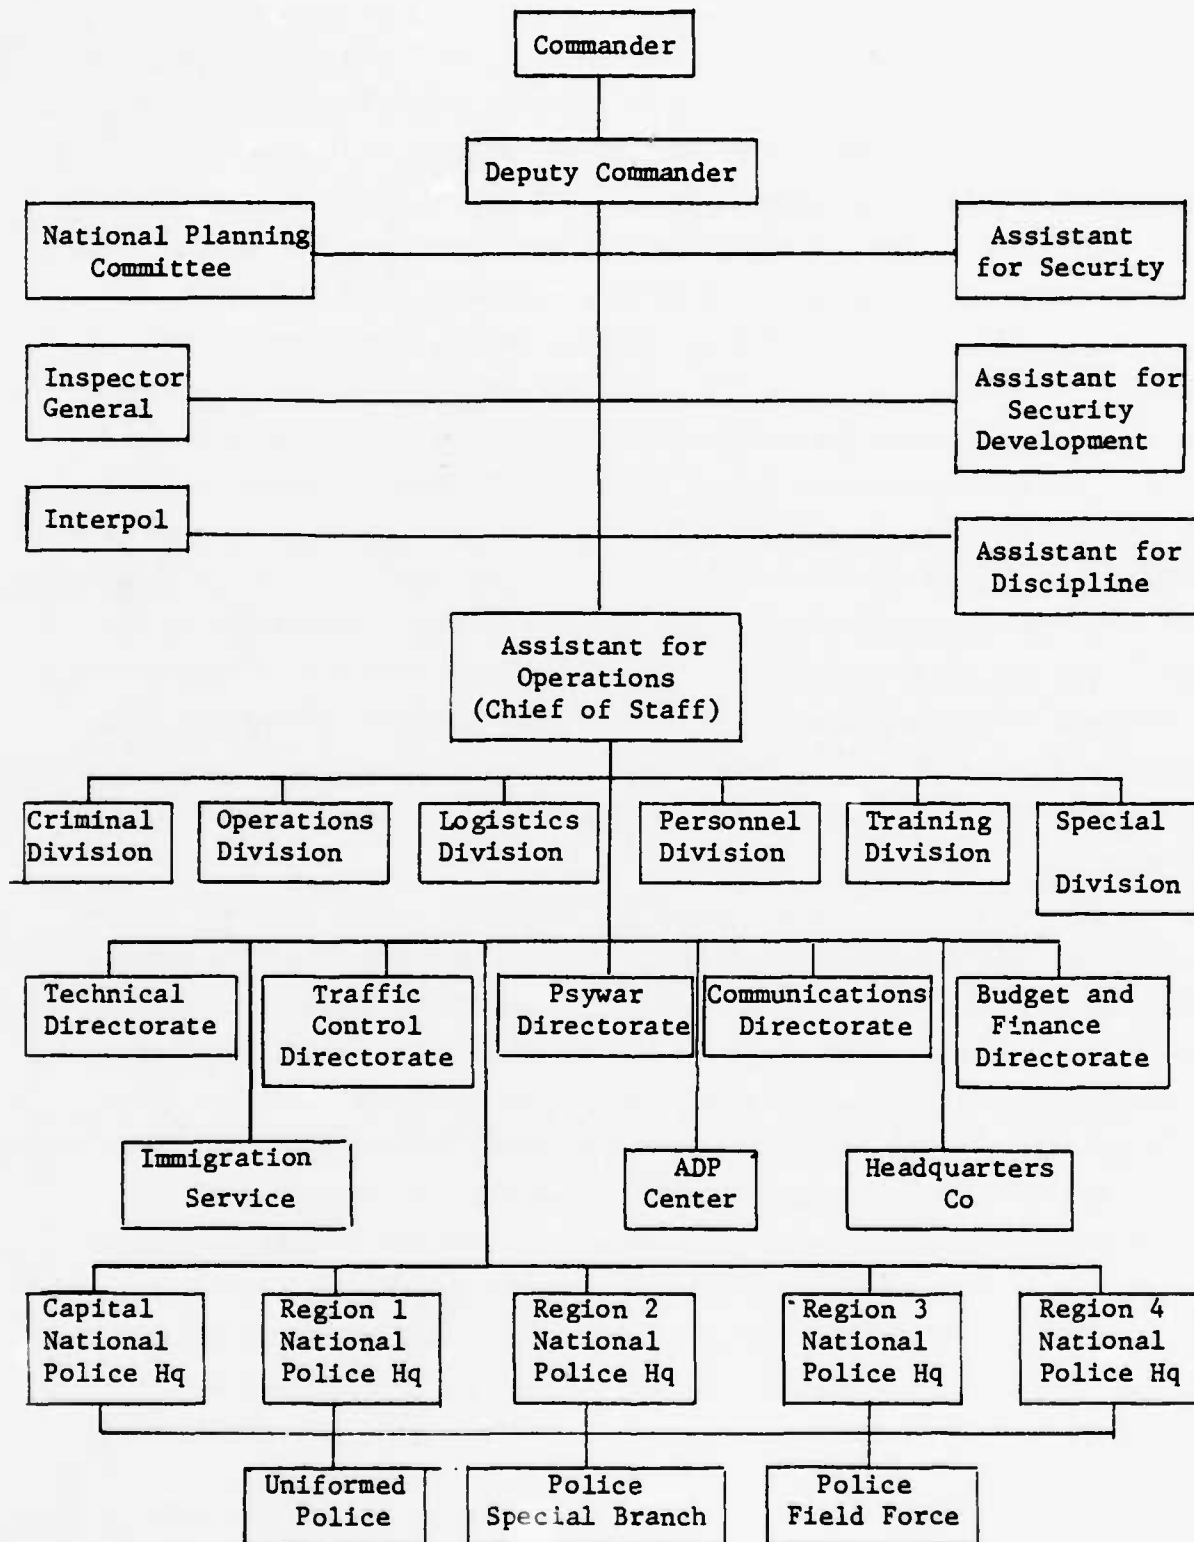 Commander
Deputy Commander
National Planning
Committee
Assistant
for Security
Inspector
General
Assistant for
Security
Development
Interpol
Assistant for
Discipline
Assistant for
Operations
(Chief of Staff)
Criminal
Division
Operations
Division
Logistics
Division
Personnel
Division
Training
Division
Special
Division
Technical
Directorate
Traffic
Control
Directorate
Psywar
Directorate
Communications
Directorate
Budget and
Finance
Directorate
Immigration
Service
ADP
Center
Headquarters
Co
Capital
National
Police Hq
Region 1
National
Police Hq
Region 2
National
Police Hq
Region 3
National
Police Hq
Region 4
National
Police Hq
Uniformed
Police
Police
Special Branch
Police
Field Force